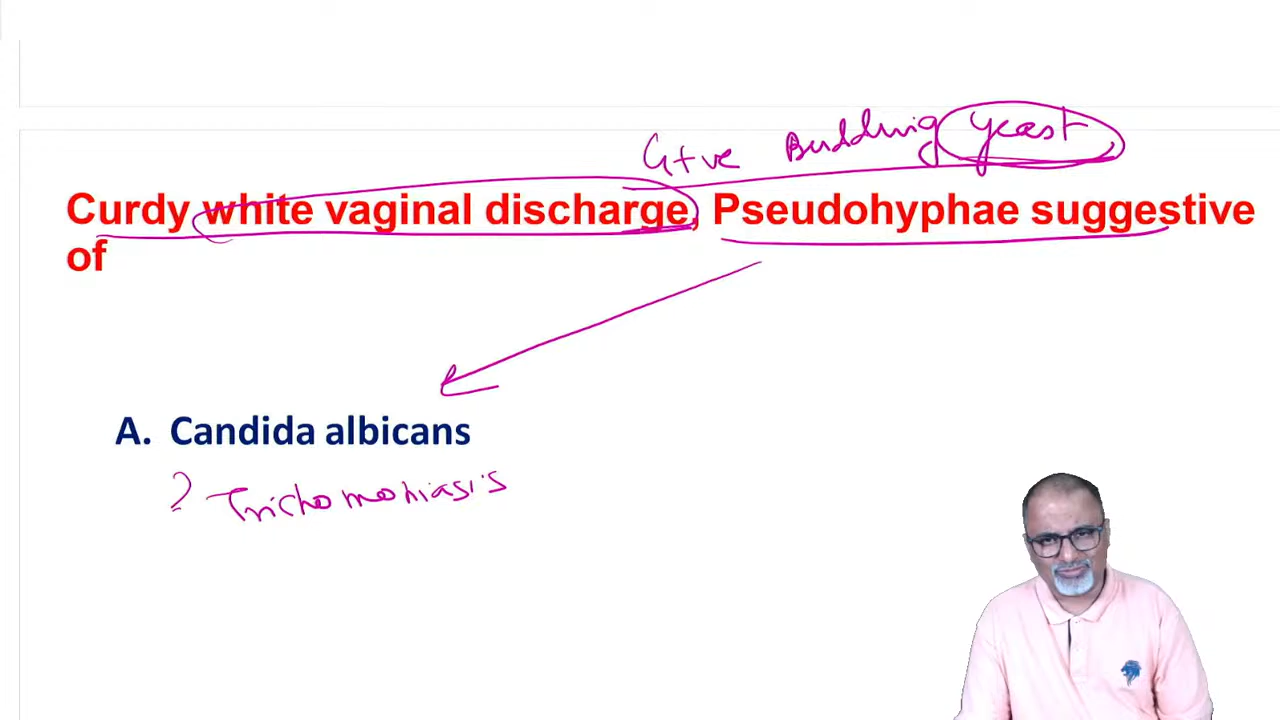 G+ve Budding yeast
Curdy white vaginal discharge, Pseudohyphae suggestive
of
A. Candida albicans
? Trichomoniasis